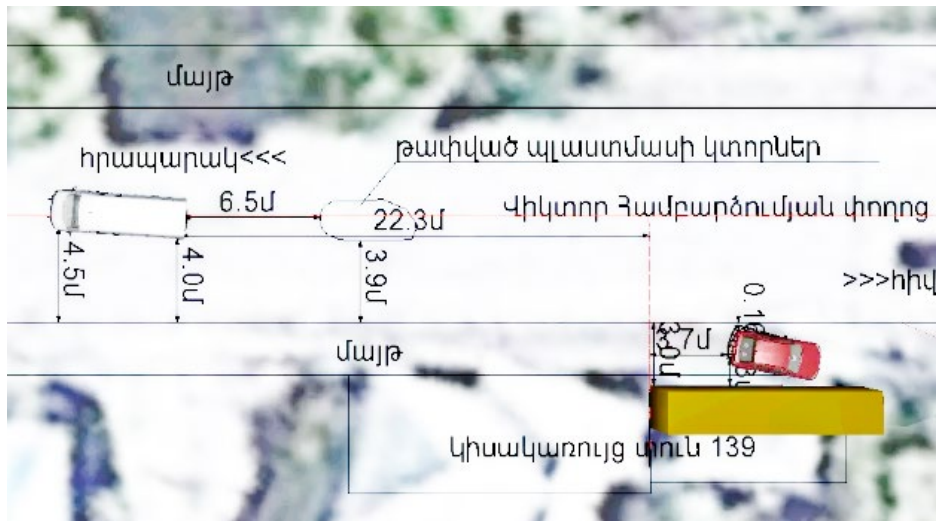 մայթ
հրապարակ<<<
թափված պլաստմասի կտորներ
6.5մ
22.3մ
Վիկտոր Համբարձումյան փողոց
4.5մ
4.0մ
3.9մ
>>>հիվ
մայթ
3.7մ
կիսակառույց տուն 139